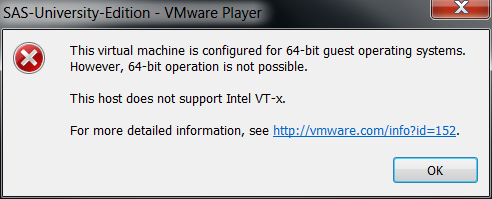 SAS-University-Edition - VMware Player
This virtual machine is configured for 64-bit guest operating systems.
However, 64-bit operation is not possible.
This host does not support Intel VT-x.
For more detailed information, see http://vmware.com/info?id=152.
OK